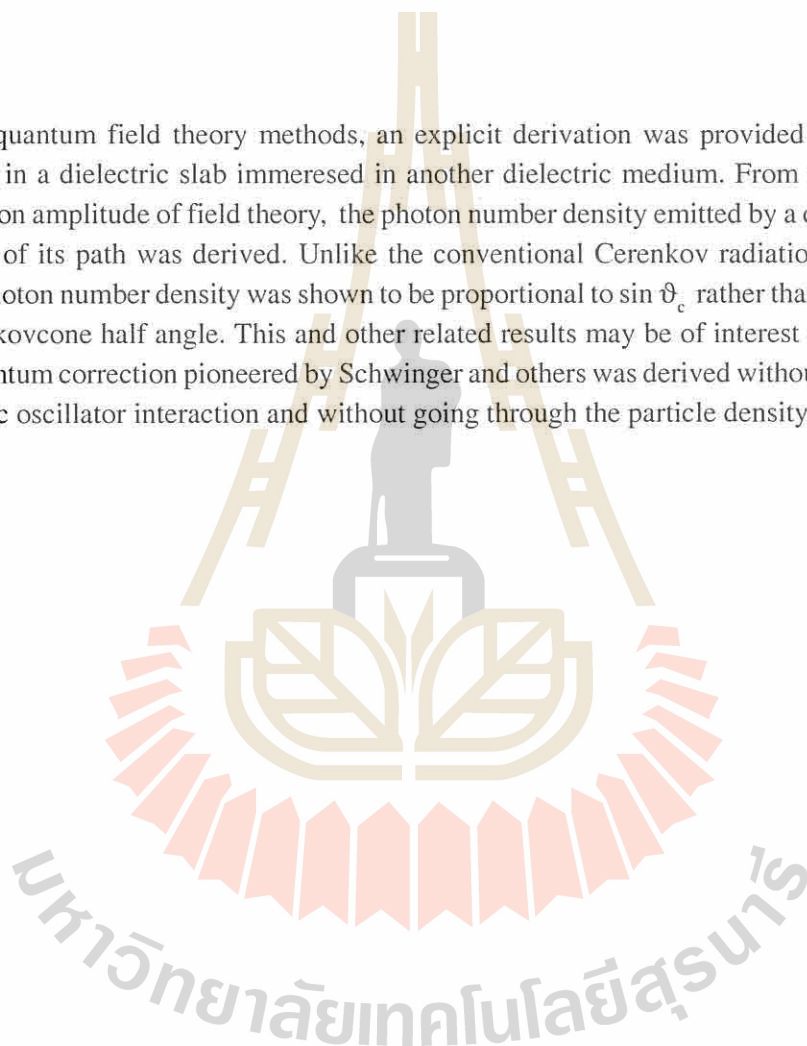 quantum field theory methods, an explicit derivation was provided
in a dielectric slab immeresed in another dielectric medium. From
on amplitude of field theory, the photon number density emitted by a
of its path was derived. Unlike the conventional Cerenkov radiatio
oton number density was shown to be proportional to sin ϑc rather tha
kovcone half angle. This and other related results may be of interest
ntum correction pioneered by Schwinger and others was derived withou
c oscillator interaction and without going through the particle density
มหาวิทยาลัยเทคโนโลยีสุรนารี